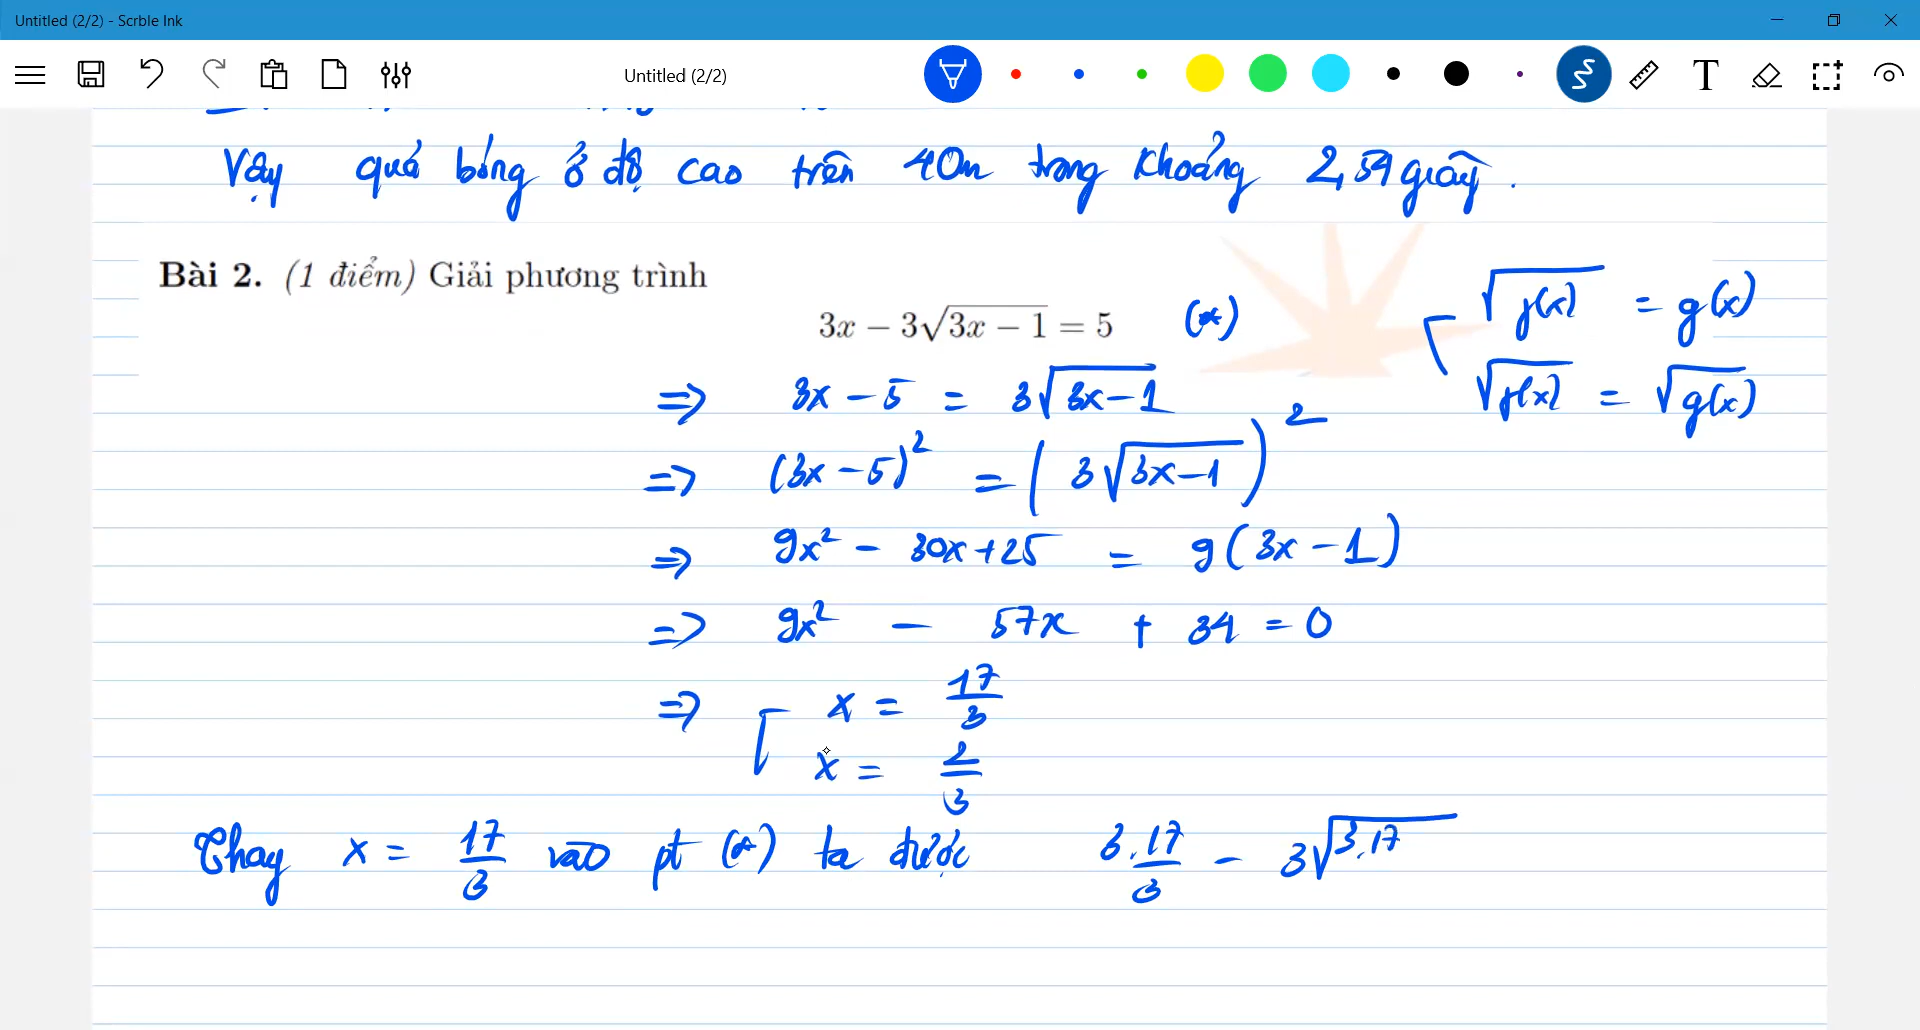 Untitled (2/2) - Scrble Ink
Untitled (2/2)
T
Vậy quả bóng ở độ cao trên 40m trong khoảng 2,54 giây.
Bài 2. (1 điểm) Giải phương trình
3x − 3√(3x − 1) = 5 (*)
√f(x) = g(x)
√f(x) = √g(x)
=> 3x − 5 = 3√(3x−1)
=> (3x − 5)² = (3√(3x−1))²
=> 9x² − 30x + 25 = 9(3x − 1)
=> 9x² − 57x + 34 = 0
=> [ x = 17/3
x = 2/3
Thay x = 17/3 vào pt (*) ta được 3.17/3 − 3√(3.17